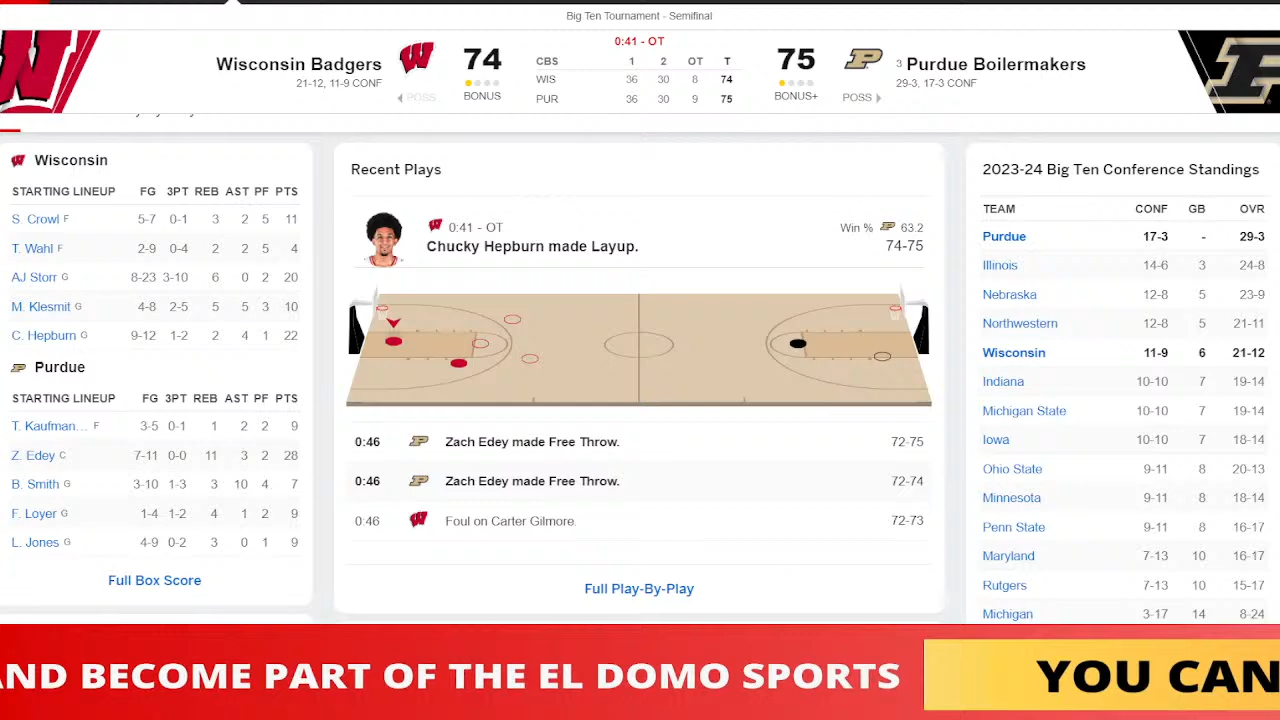 Big Ten Tournament - Semifinal
Wisconsin Badgers
21-12, 11-9 CONF
POSS
74
BONUS
0:41 - OT
CBS 1 2 OT T
WIS 36 30 8 74
PUR 36 30 9 75
75
BONUS+
POSS
3 Purdue Boilermakers
29-3, 17-3 CONF
Wisconsin
STARTING LINEUP FG 3PT REB AST PF PTS
S. Crowl F 5-7 0-1 3 2 5 11
T. Wahl F 2-9 0-4 2 2 5 4
AJ Storr G 8-23 3-10 6 0 2 20
M. Klesmit G 4-8 2-5 5 5 3 10
C. Hepburn G 9-12 1-2 2 4 1 22
Purdue
STARTING LINEUP FG 3PT REB AST PF PTS
T. Kaufman... F 3-5 0-1 1 2 2 9
Z. Edey C 7-11 0-0 11 3 2 28
B. Smith G 3-10 1-3 3 10 4 7
F. Loyer G 1-4 1-2 4 1 2 9
L. Jones G 4-9 0-2 3 0 1 9
Full Box Score
Recent Plays
0:41 - OT
Chucky Hepburn made Layup.
Win % 63.2
74-75
0:46 Zach Edey made Free Throw. 72-75
0:46 Zach Edey made Free Throw. 72-74
0:46 Foul on Carter Gilmore. 72-73
Full Play-By-Play
2023-24 Big Ten Conference Standings
TEAM CONF GB OVR
Purdue 17-3 - 29-3
Illinois 14-6 3 24-8
Nebraska 12-8 5 23-9
Northwestern 12-8 5 21-11
Wisconsin 11-9 6 21-12
Indiana 10-10 7 19-14
Michigan State 10-10 7 19-14
Iowa 10-10 7 18-14
Ohio State 9-11 8 20-13
Minnesota 9-11 8 18-14
Penn State 9-11 8 16-17
Maryland 7-13 10 16-17
Rutgers 7-13 10 15-17
Michigan 3-17 14 8-24
AND BECOME PART OF THE EL DOMO SPORTS
YOU CAN